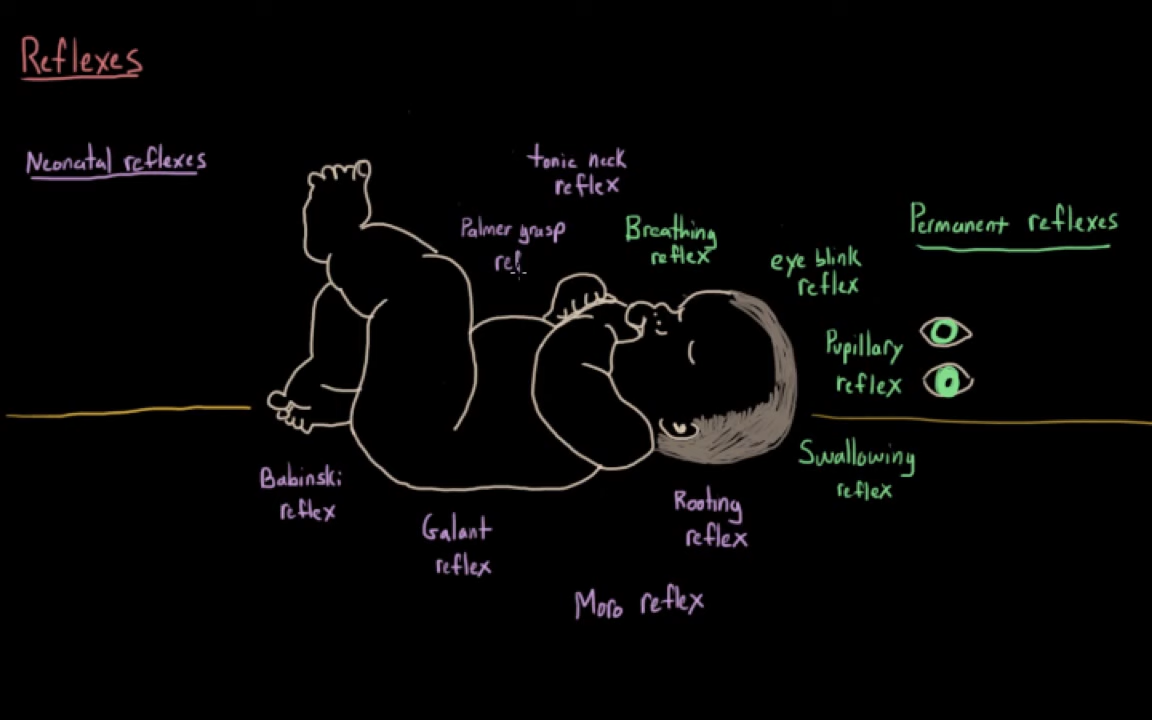 Reflexes
Neonatal reflexes
tonic neck
reflex
Palmer grasp
ref
Breathing
reflex
eye blink
reflex
Permanent reflexes
Pupillary
reflex
Swallowing
reflex
Babinski
reflex
Galant
reflex
Rooting
reflex
Moro reflex